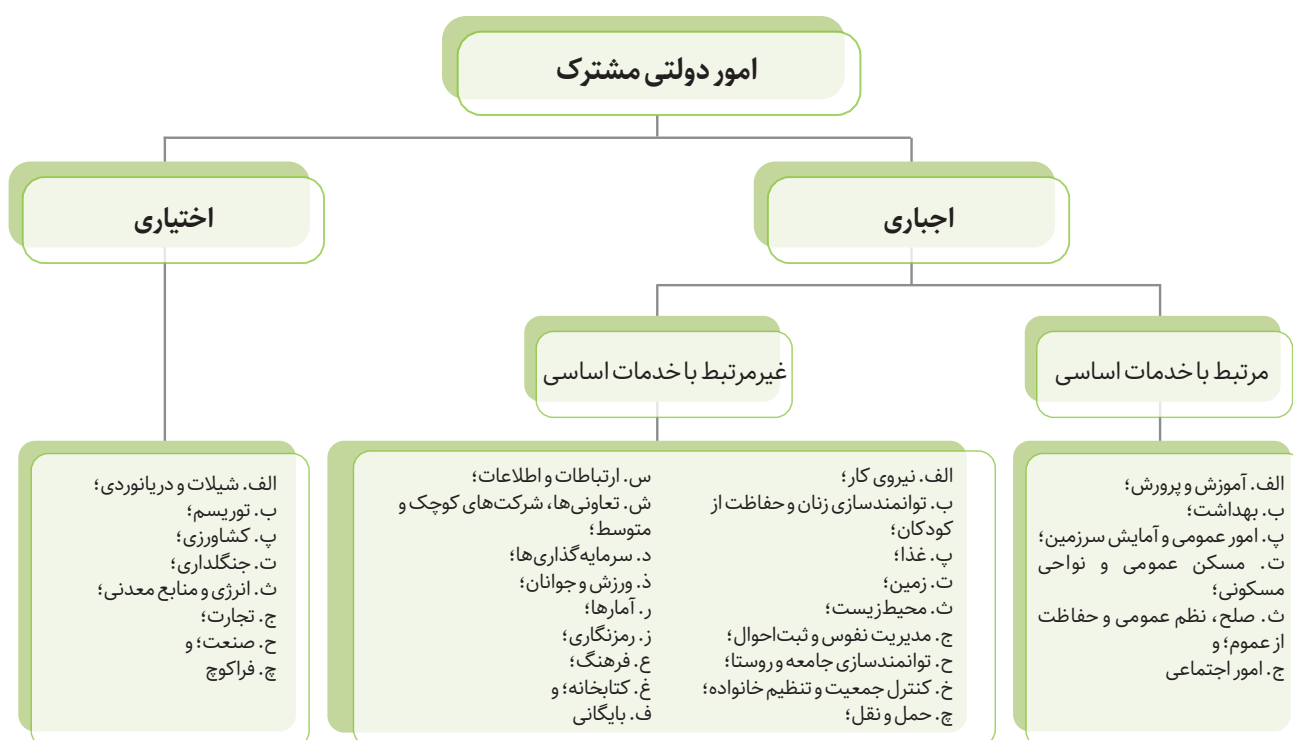 امور دولتی مشترک
اجباری
اختیاری
مرتبط با خدمات اساسی
غیرمرتبط با خدمات اساسی
الف. آموزش و پرورش؛
ب. بهداشت؛
پ. امور عمومی و آمایش سرزمین؛
ت. مسکن عمومی و نواحی
مسکونی؛
ث. صلح، نظم عمومی و حفاظت
از عموم؛ و
ج. امور اجتماعی
الف. نیروی کار؛
ب. توانمندسازی زنان و حفاظت از
کودکان؛
پ. غذا؛
ت. زمین؛
ث. محیط‌زیست؛
ج. مدیریت نفوس و ثبت‌احوال؛
ح. توانمندسازی جامعه و روستا؛
خ. کنترل جمعیت و تنظیم خانواده؛
چ. حمل و نقل؛
س. ارتباطات و اطلاعات؛
ش. تعاونی‌ها، شرکت‌های کوچک و
متوسط؛
د. سرمایه‌گذاری‌ها؛
ذ. ورزش و جوانان؛
ر. آمارها؛
ز. رمزنگاری؛
ع. فرهنگ؛
غ. کتابخانه؛ و
ف. بایگانی
الف. شیلات و دریانوردی؛
ب. توریسم؛
پ. کشاورزی؛
ت. جنگلداری؛
ث. انرژی و منابع معدنی؛
ج. تجارت؛
ح. صنعت؛ و
چ. فراکوچ